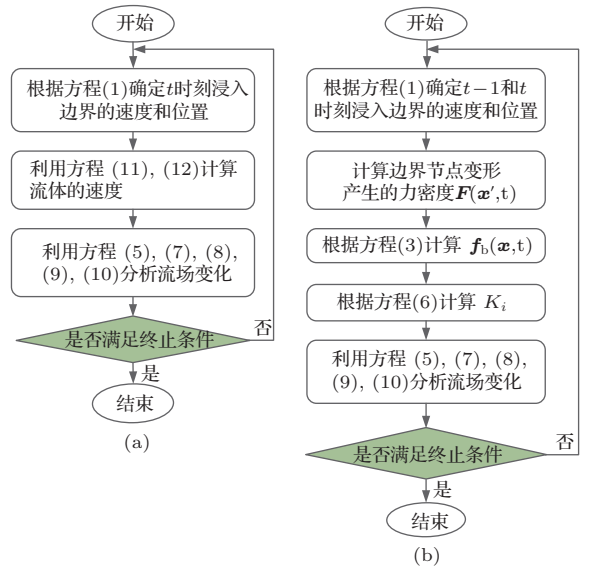 开始
根据方程(1)确定t时刻浸入
边界的速度和位置
利用方程 (11), (12)计算
流体的速度
利用方程 (5), (7), (8),
(9), (10)分析流场变化
是否满足终止条件
否
是
结束
(a)
开始
根据方程(1)确定t−1和t
时刻浸入边界的速度和位置
计算边界节点变形
产生的力密度F(x′,t)
根据方程(3)计算 f_b(x,t)
根据方程(6)计算 K_i
利用方程 (5), (7), (8),
(9), (10)分析流场变化
是否满足终止条件
否
是
结束
(b)